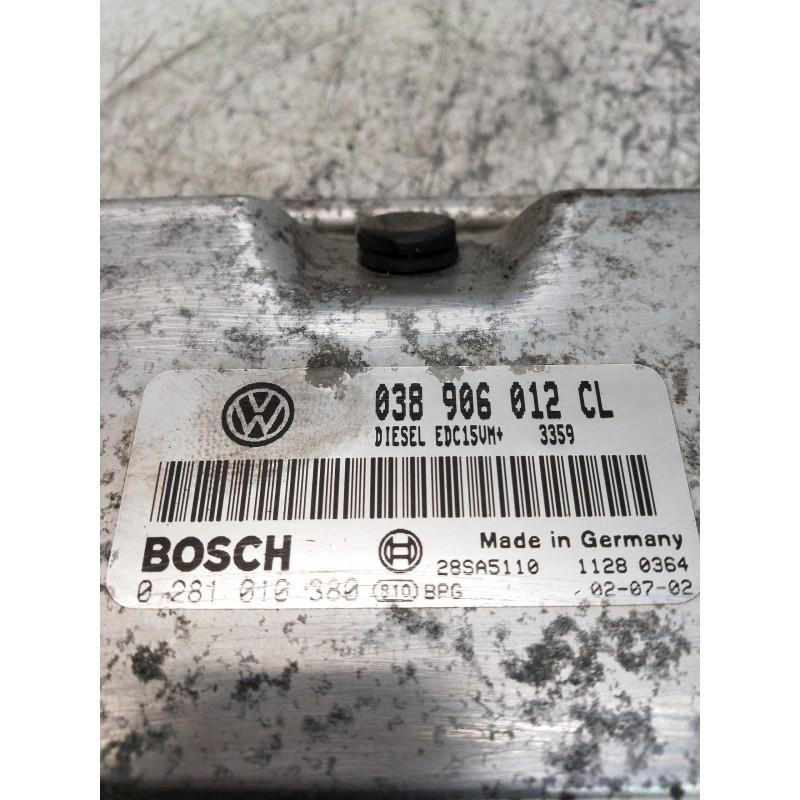 038 906 012 CL
DIESEL EDC15VM+ 3359
BOSCH
Made in Germany
28SA5110 1128 0364
0 281 010 380 810 BPG 02-07-02